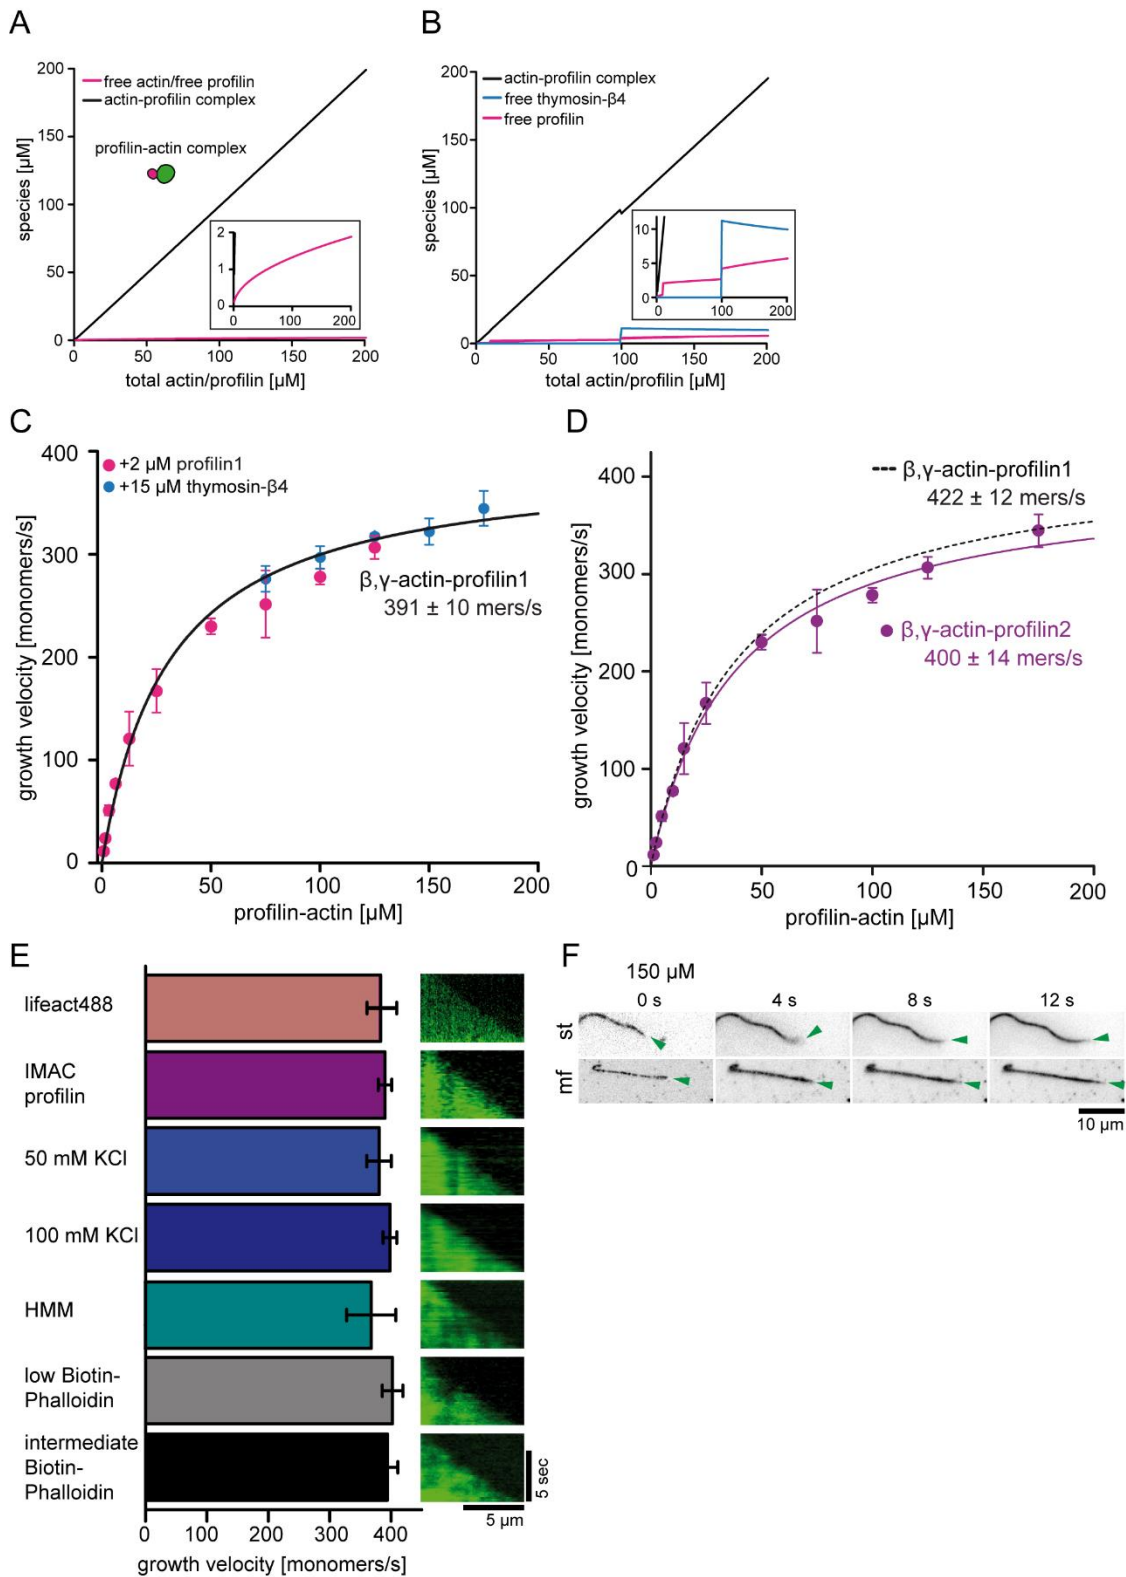 A
200
150
100
50
0
species [µM]
free actin/free profilin
actin-profilin complex
profilin-actin complex
2
1
0
0
100
200
0
50
100
150
200
total actin/profilin [µM]
B
200
150
100
50
0
species [µM]
actin-profilin complex
free thymosin-β4
free profilin
10
5
0
0
100
200
0
50
100
150
200
total actin/profilin [µM]
C
400
300
200
100
0
growth velocity [monomers/s]
+2 µM profilin1
+15 µM thymosin-β4
β,γ-actin-profilin1
391 ± 10 mers/s
0
50
100
150
200
profilin-actin [µM]
D
400
300
200
100
0
growth velocity [monomers/s]
β,γ-actin-profilin1
422 ± 12 mers/s
β,γ-actin-profilin2
400 ± 14 mers/s
0
50
100
150
200
profilin-actin [µM]
E
lifeact488
IMAC
profilin
50 mM KCl
100 mM KCl
HMM
low Biotin-
Phalloidin
intermediate
Biotin-
Phalloidin
0
100
200
300
400
growth velocity [monomers/s]
5 sec
5 µm
F
150 µM
0 s
4 s
8 s
12 s
st
mf
10 µm